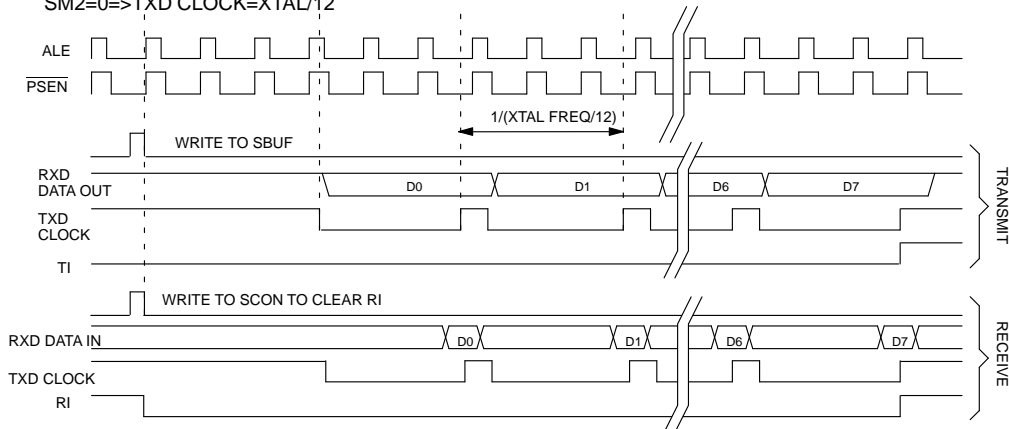 SM2=0=>TXD CLOCK=XTAL/12
ALE
PSEN
1/(XTAL FREQ/12)
WRITE TO SBUF
RXD
DATA OUT
D0 D1 D6 D7
TXD
CLOCK
TI
TRANSMIT
WRITE TO SCON TO CLEAR RI
RXD DATA IN
D0 D1 D6 D7
TXD CLOCK
RI
RECEIVE